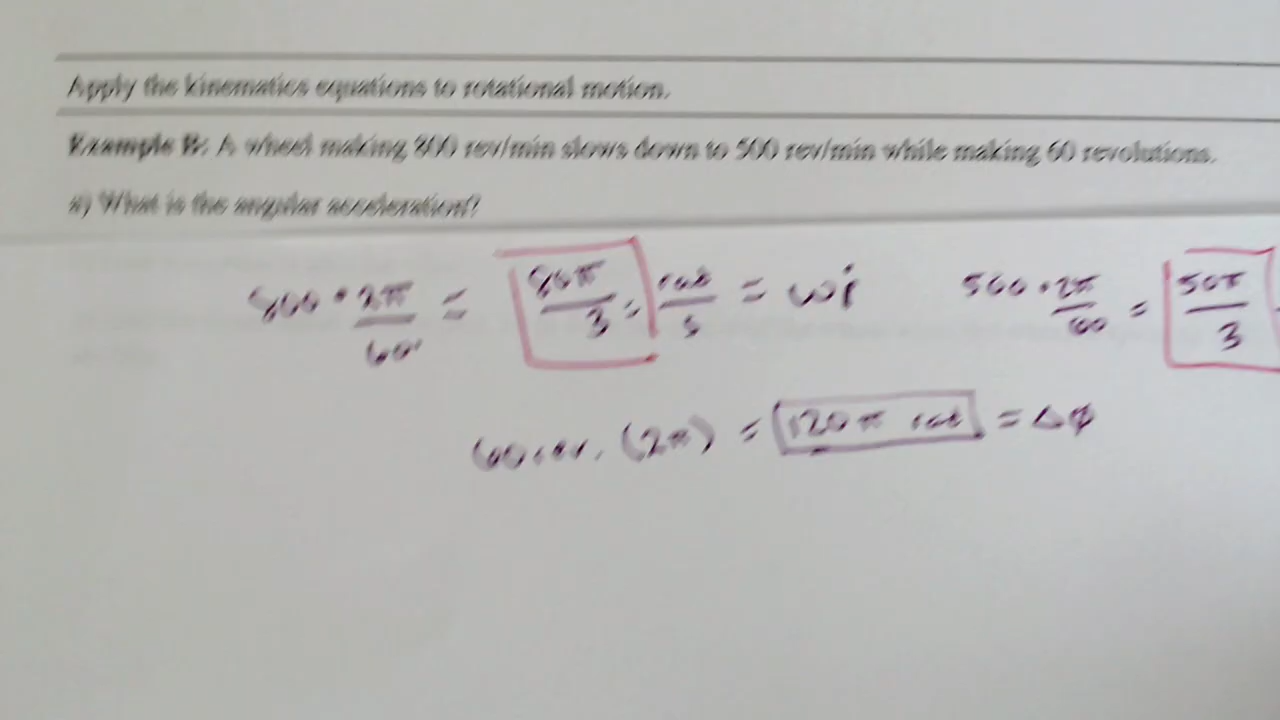 Apply the kinematics equations to rotational motion.
Example B: A wheel making 800 rev/min slows down to 500 rev/min while making 60 revolutions.
a) What is the angular acceleration?
800 • 2π/60 = 80π/3 rad/s = ωi 500 • 2π/60 = 50π/3
60 rev. (2π) = 120π rad = Δθ